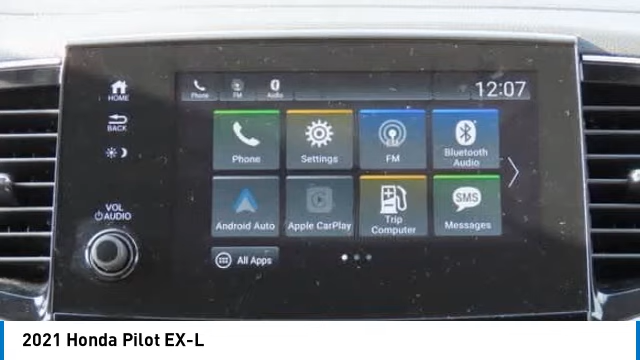 HOME
BACK
VOL
AUDIO
Phone
FM
Audio
12:07
Phone
Settings
FM
Bluetooth
Audio
Android Auto
Apple CarPlay
Trip
Computer
SMS
Messages
All Apps
2021 Honda Pilot EX-L